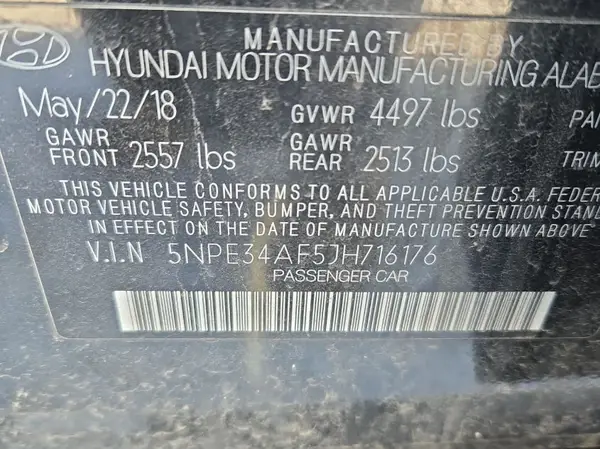 MANUFACTURED BY
HYUNDAI MOTOR MANUFACTURING ALAB
May/22/18 GVWR 4497 lbs PAI
GAWR FRONT 2557 lbs GAWR REAR 2513 lbs TRIM
THIS VEHICLE CONFORMS TO ALL APPLICABLE U.S.A. FEDER
MOTOR VEHICLE SAFETY, BUMPER, AND THEFT PREVENTION STAND
IN EFFECT ON THE DATE OF MANUFACTURE SHOWN ABOVE
V.I.N 5NPE34AF5JH716176
PASSENGER CAR